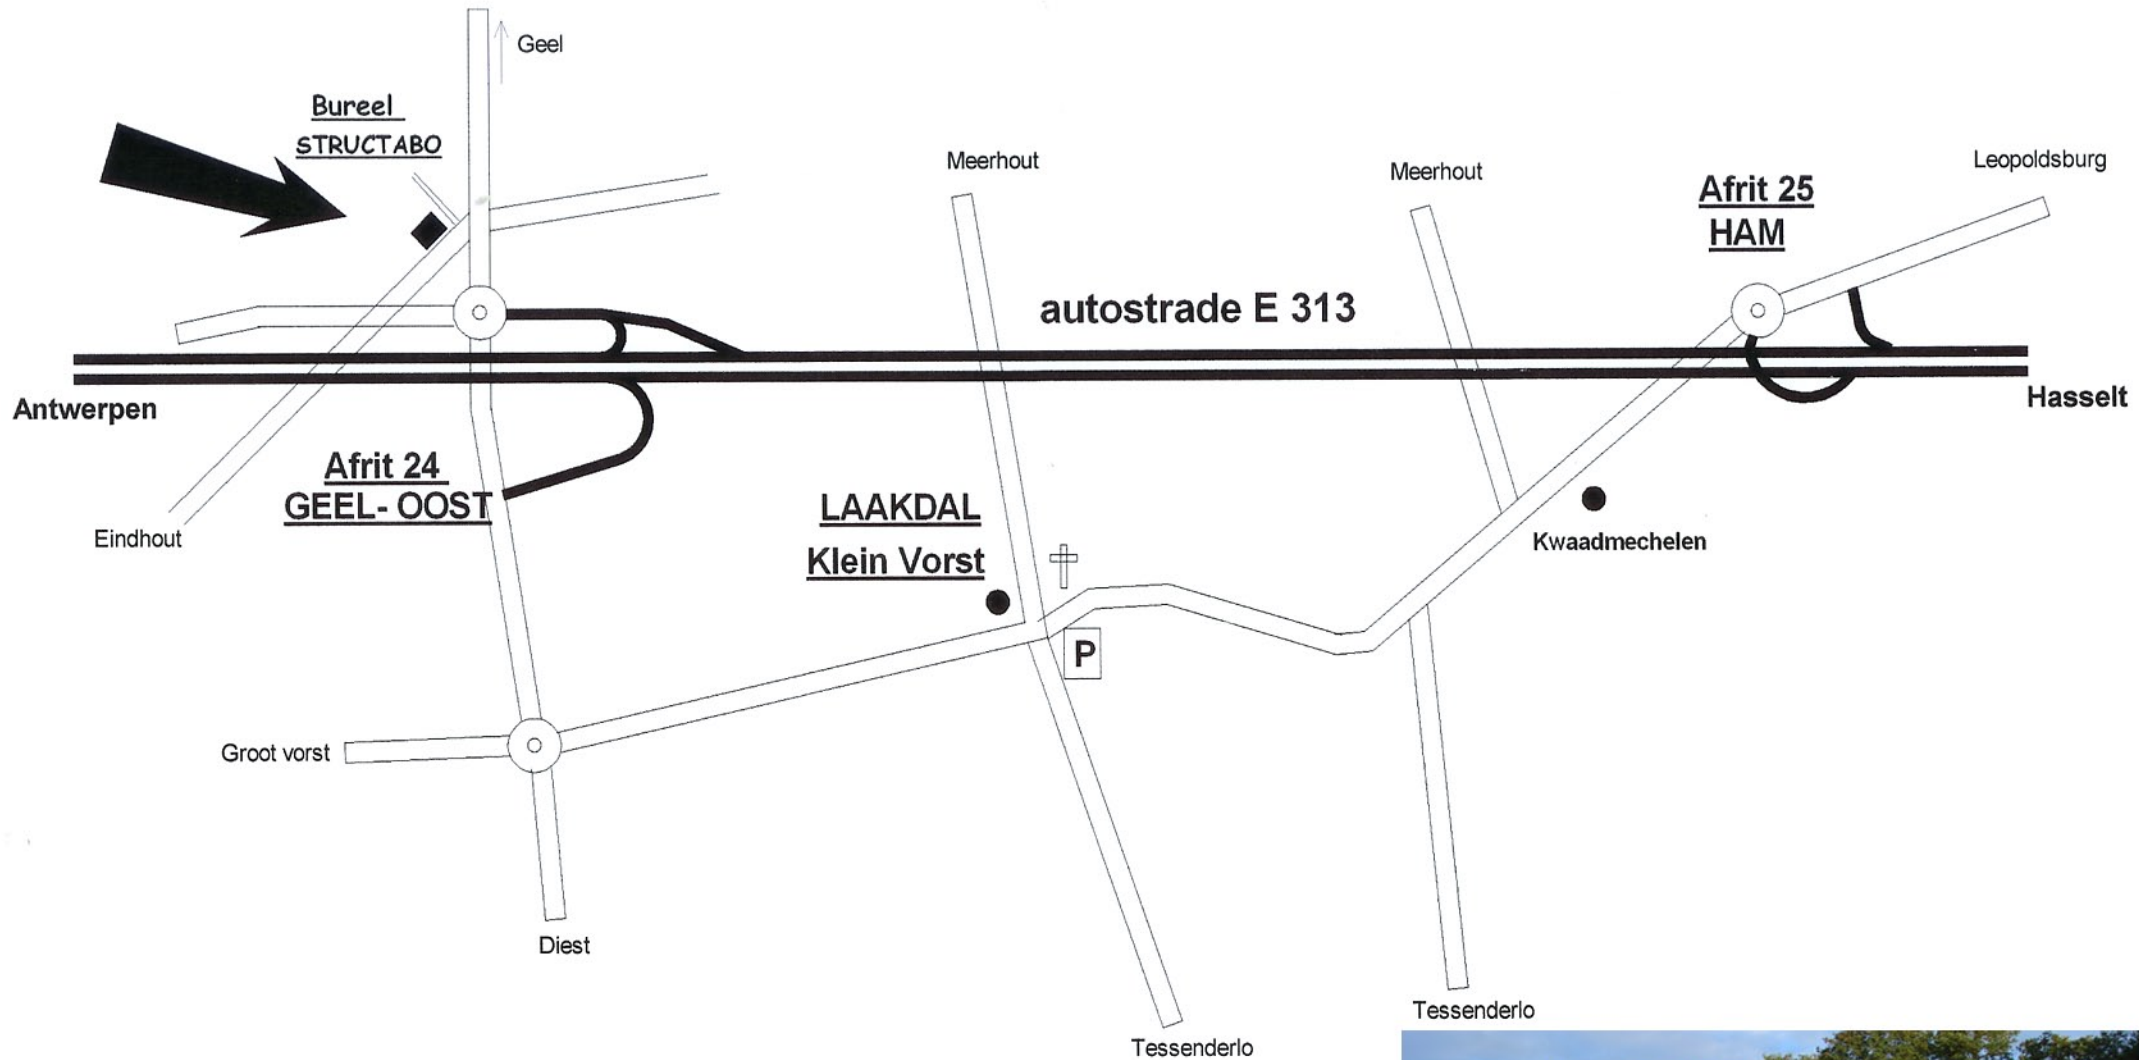 Geel
Bureel
STRUCTABO
Meerhout
Meerhout
Leopoldsburg
Afrit 25
HAM
autostrade E 313
Antwerpen
Hasselt
Afrit 24
GEEL- OOST
LAAKDAL
Klein Vorst
Eindhout
Kwaadmechelen
P
Groot vorst
Diest
Tessenderlo
Tessenderlo